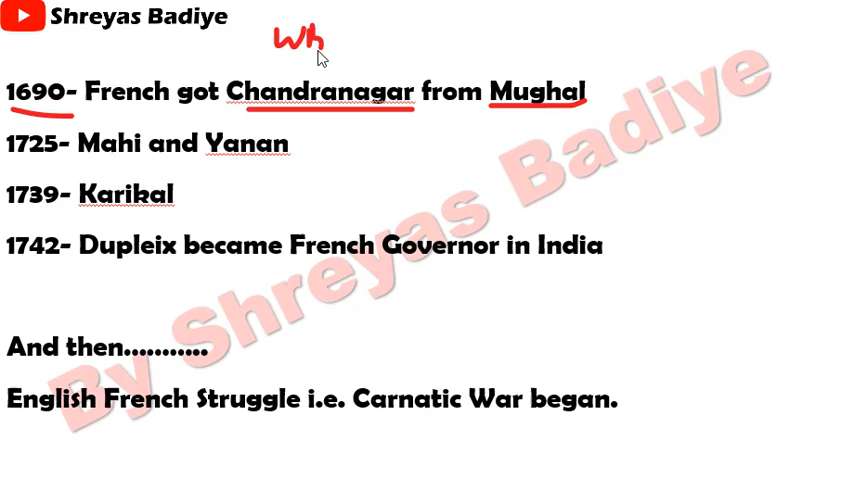 Shreyas Badiye
Wh
1690- French got Chandranagar from Mughal
1725- Mahi and Yanan
1739- Karikal
1742- Dupleix became French Governor in India
And then...........
English French Struggle i.e. Carnatic War began.
By Shreyas Badiye